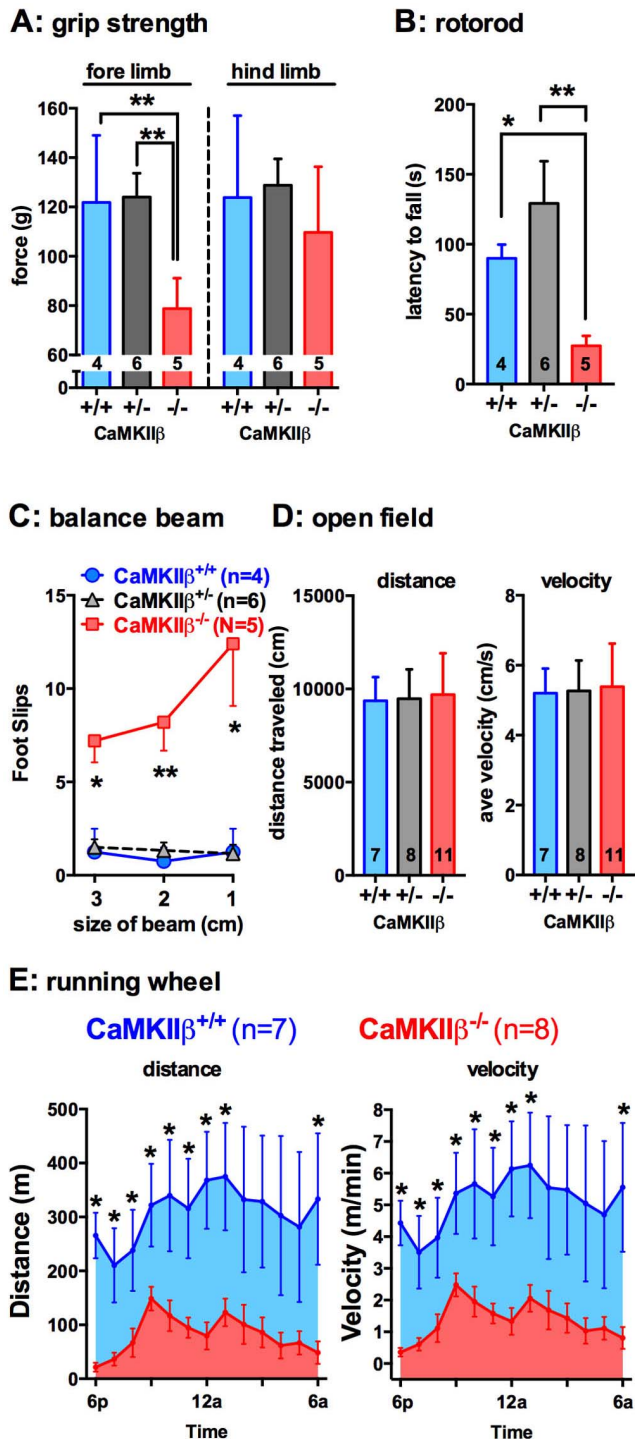 A: grip strength
fore limb
hind limb
force (g)
160
140
120
100
80
60
0
**
**
4
6
5
4
6
5
+/+ +/- -/- +/+ +/- -/-
CaMKIIβ
CaMKIIβ
B: rotorod
latency to fall (s)
200
150
100
50
0
*
**
4
6
5
+/+ +/- -/-
CaMKIIβ
C: balance beam
CaMKIIβ+/+ (n=4)
CaMKIIβ+/- (n=6)
CaMKIIβ-/- (N=5)
Foot Slips
15
10
5
0
*
**
*
3 2 1
size of beam (cm)
D: open field
distance
distance traveled (cm)
15000
10000
5000
0
7
8
11
+/+ +/- -/-
CaMKIIβ
velocity
ave velocity (cm/s)
8
6
4
2
0
7
8
11
+/+ +/- -/-
CaMKIIβ
E: running wheel
CaMKIIβ+/+ (n=7)
CaMKIIβ-/- (n=8)
distance
Distance (m)
500
400
300
200
100
0
* * * * * * * * *
6p 12a 6a
Time
velocity
Velocity (m/min)
8
7
6
5
4
3
2
1
0
* * * * * * * * *
6p 12a 6a
Time